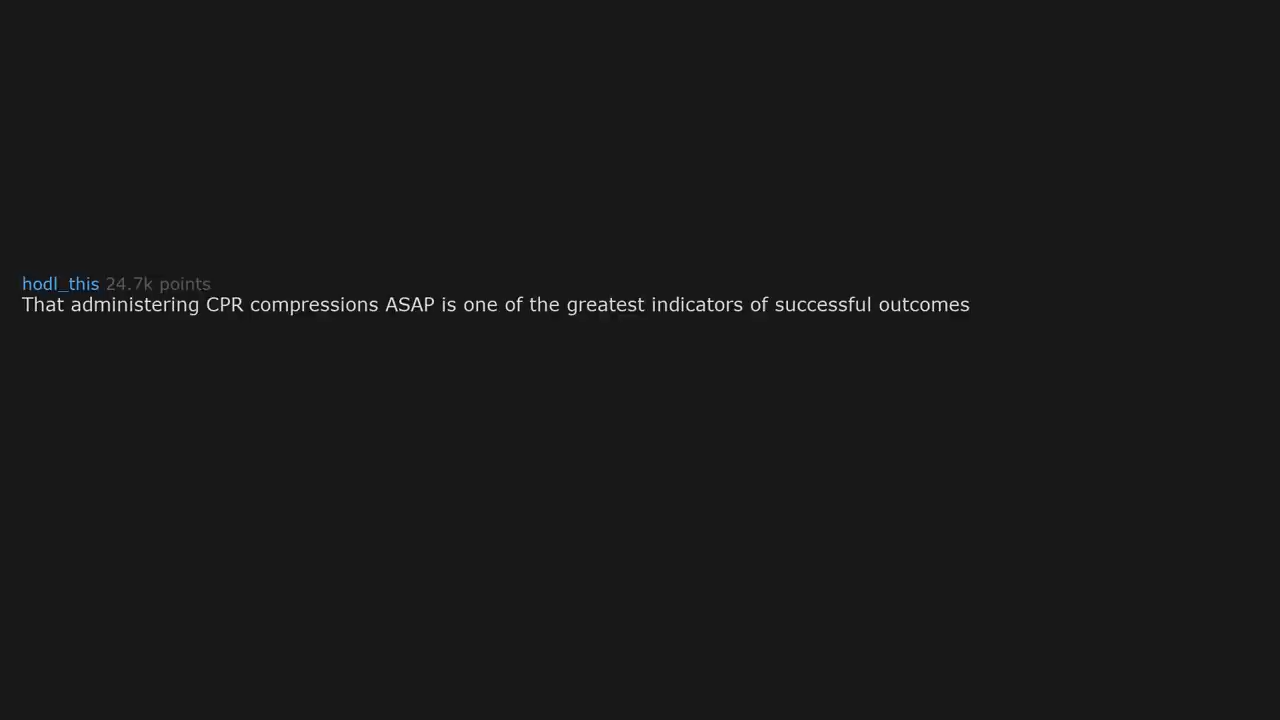 hodl_this 24.7k points
That administering CPR compressions ASAP is one of the greatest indicators of successful outcomes